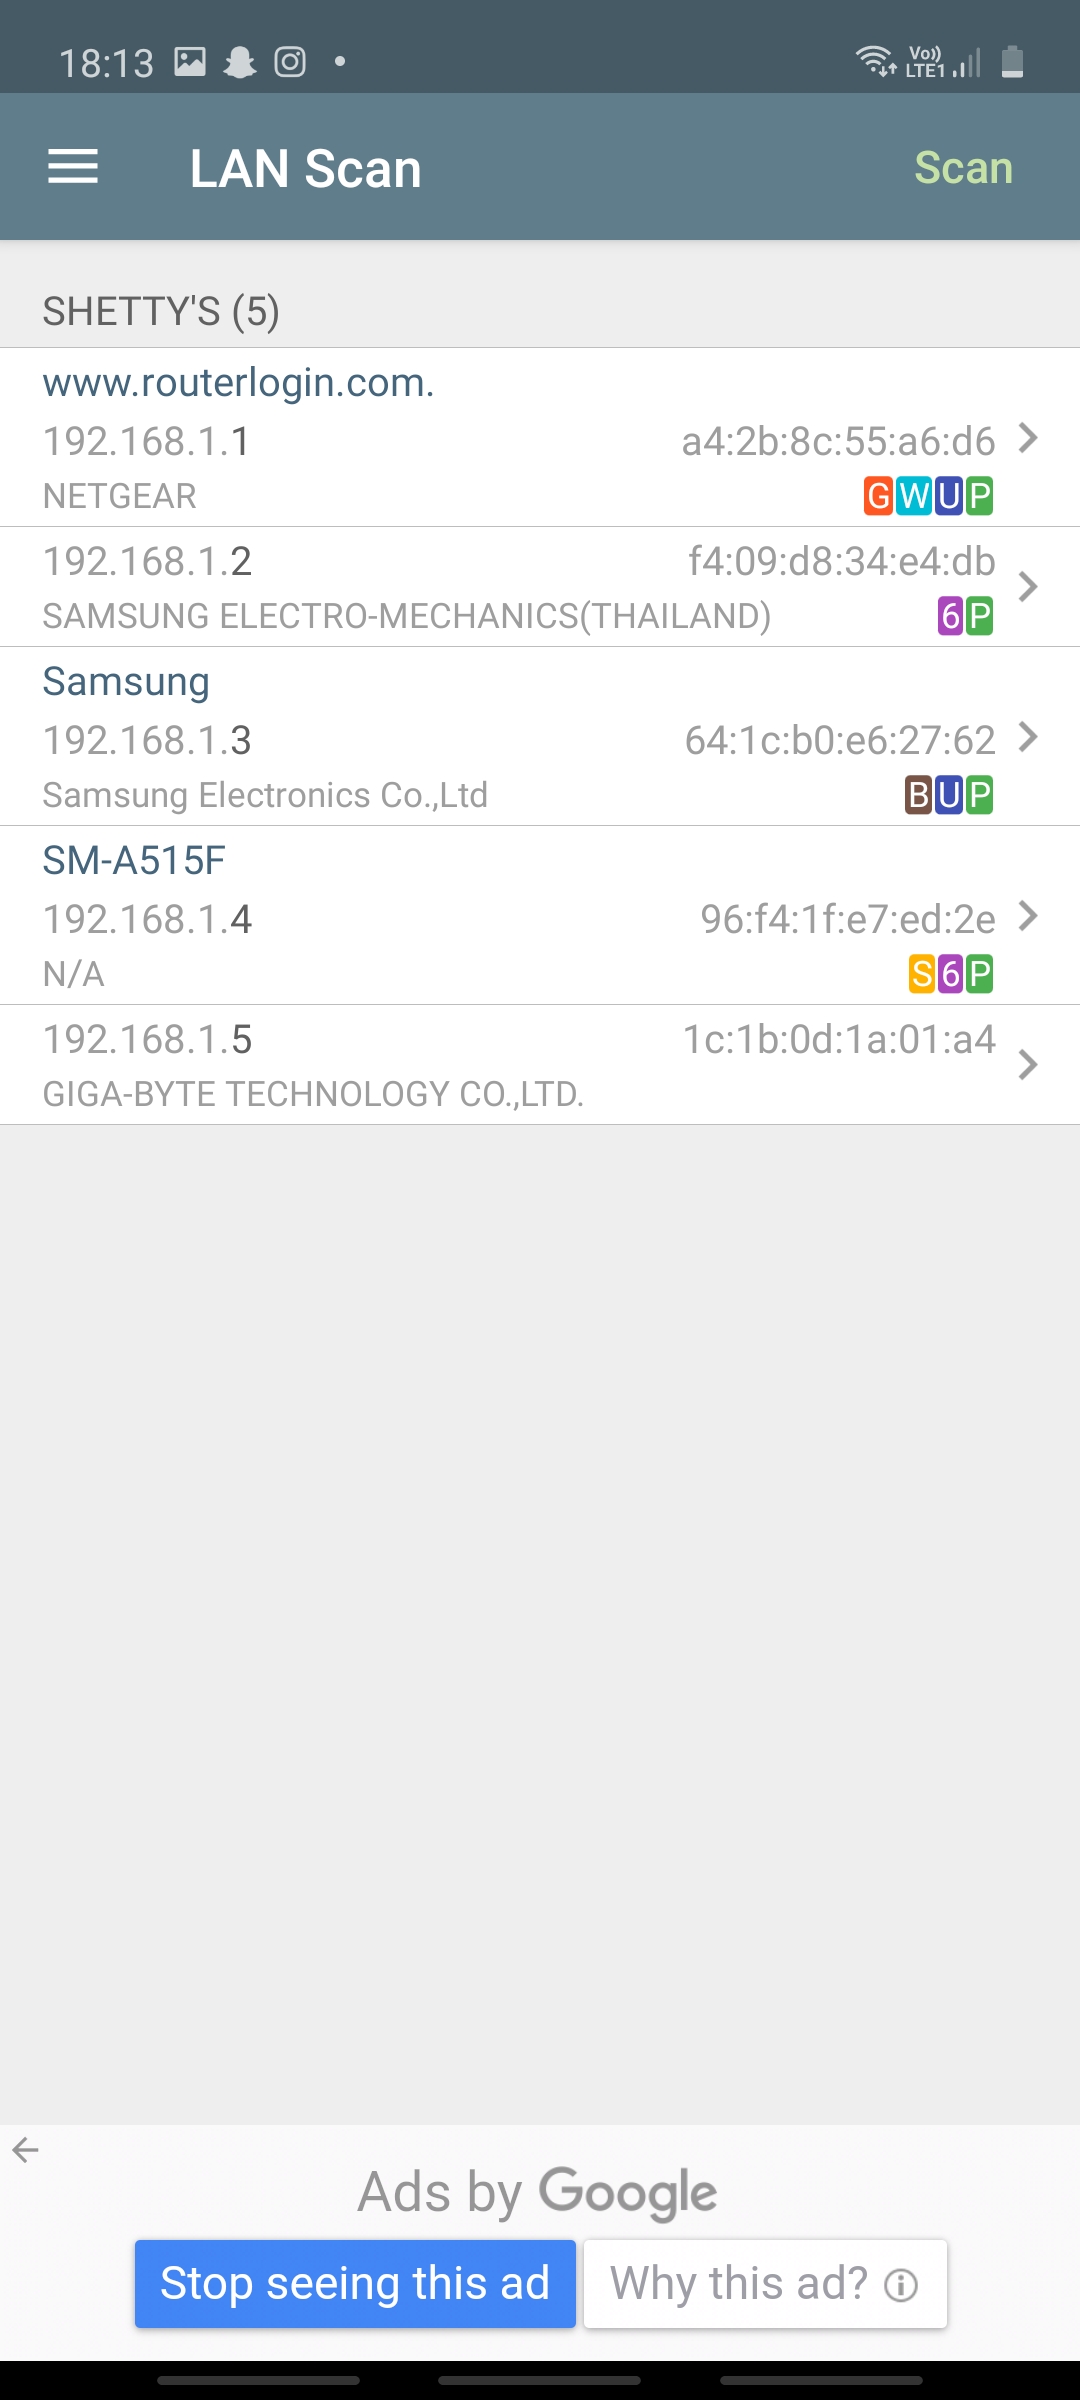 18:13
Vo)) LTE1
LAN Scan
Scan
SHETTY'S (5)
www.routerlogin.com.
192.168.1.1 a4:2b:8c:55:a6:d6
NETGEAR G W U P
192.168.1.2 f4:09:d8:34:e4:db
SAMSUNG ELECTRO-MECHANICS(THAILAND) 6 P
Samsung
192.168.1.3 64:1c:b0:e6:27:62
Samsung Electronics Co.,Ltd B U P
SM-A515F
192.168.1.4 96:f4:1f:e7:ed:2e
N/A S 6 P
192.168.1.5 1c:1b:0d:1a:01:a4
GIGA-BYTE TECHNOLOGY CO.,LTD.
Ads by Google
Stop seeing this ad
Why this ad?